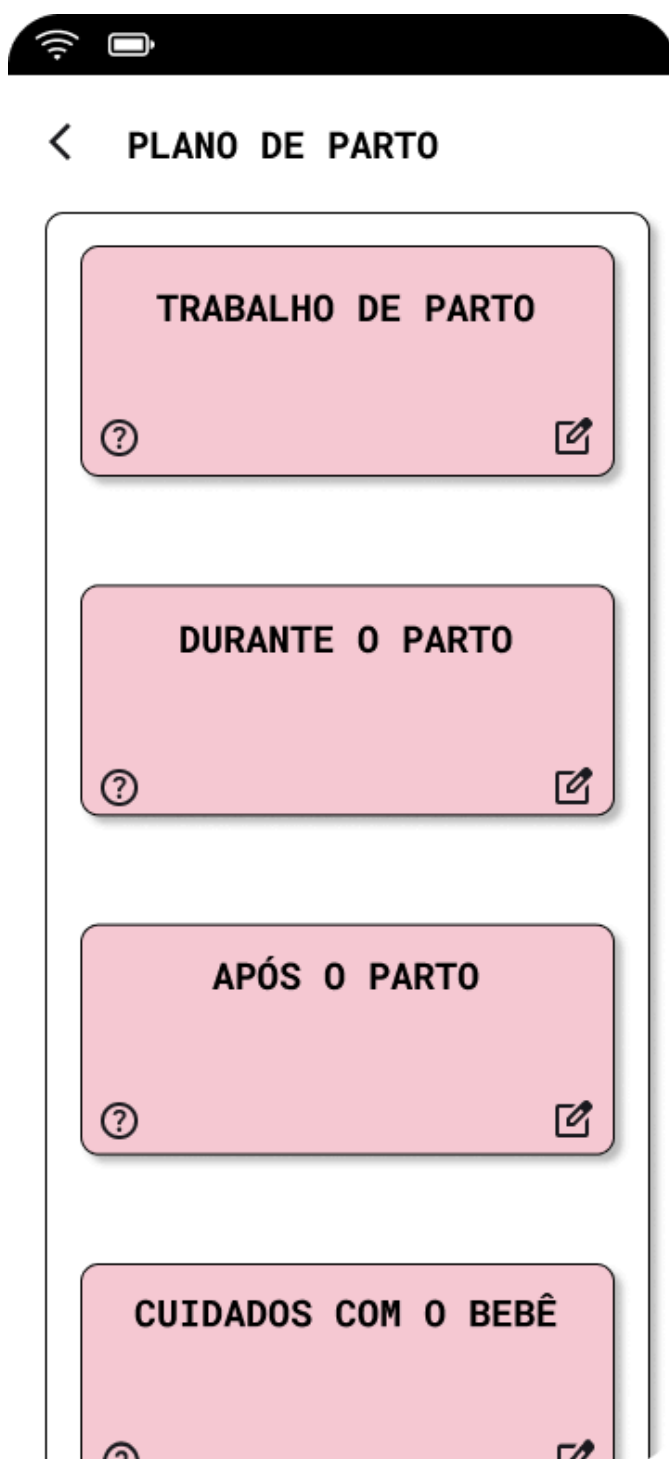 PLANO DE PARTO
TRABALHO DE PARTO
DURANTE O PARTO
APÓS O PARTO
CUIDADOS COM O BEBÊ